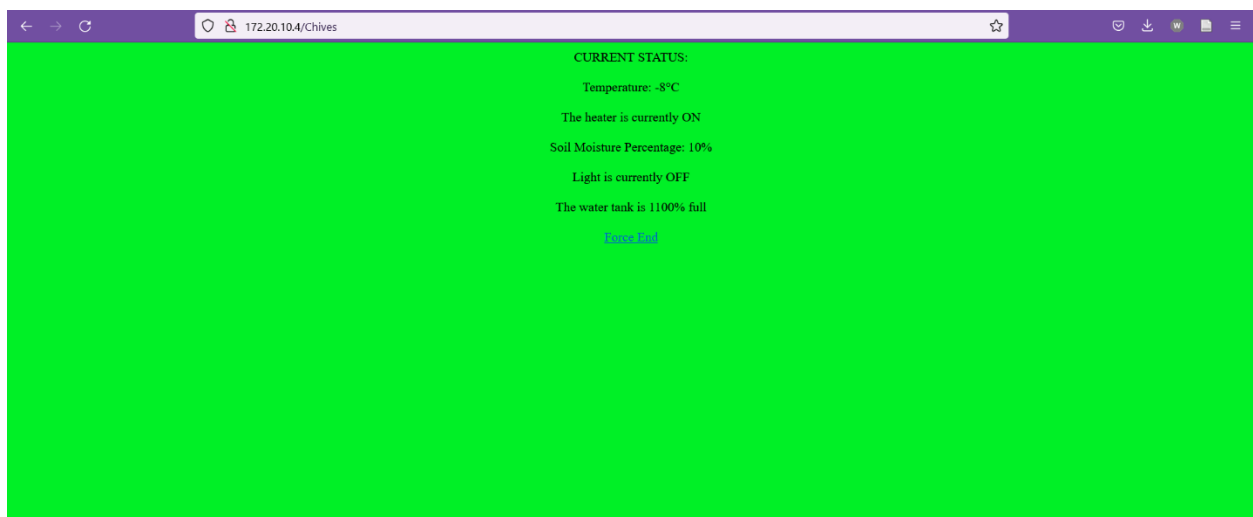 172.20.10.4/Chives
W
CURRENT STATUS:
Temperature: -8°C
The heater is currently ON
Soil Moisture Percentage: 10%
Light is currently OFF
The water tank is 1100% full
Force End